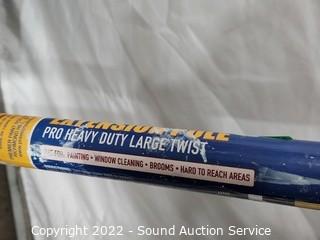 EXTENSION POLE
PRO HEAVY DUTY LARGE TWIST
PAINTING • WINDOW CLEANING • BROOMS • HARD TO REACH AREAS
Copyright 2022 - Sound Auction Service